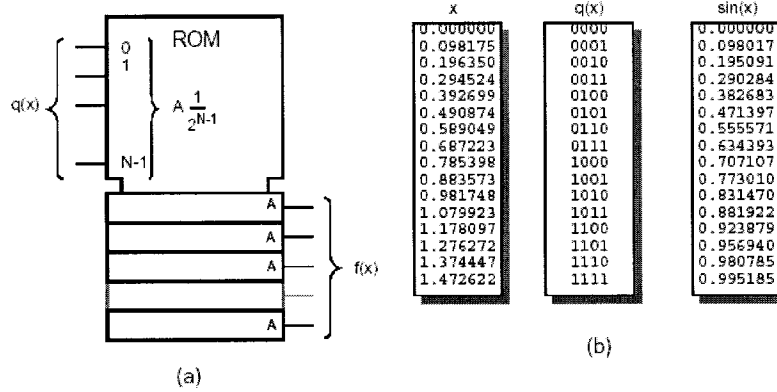 ROM
0
1
q(x)
A 1
2^N-1
N-1
A
A
A
f(x)
A
(a)
x q(x) sin(x)
0.000000 0000 0.000000
0.098175 0001 0.098017
0.196350 0010 0.195091
0.294524 0011 0.290284
0.392699 0100 0.382683
0.490874 0101 0.471397
0.589049 0110 0.555571
0.687223 0111 0.634393
0.785398 1000 0.707107
0.883573 1001 0.773010
0.981748 1010 0.831470
1.079923 1011 0.881922
1.178097 1100 0.923879
1.276272 1101 0.956940
1.374447 1110 0.980785
1.472622 1111 0.995185
(b)